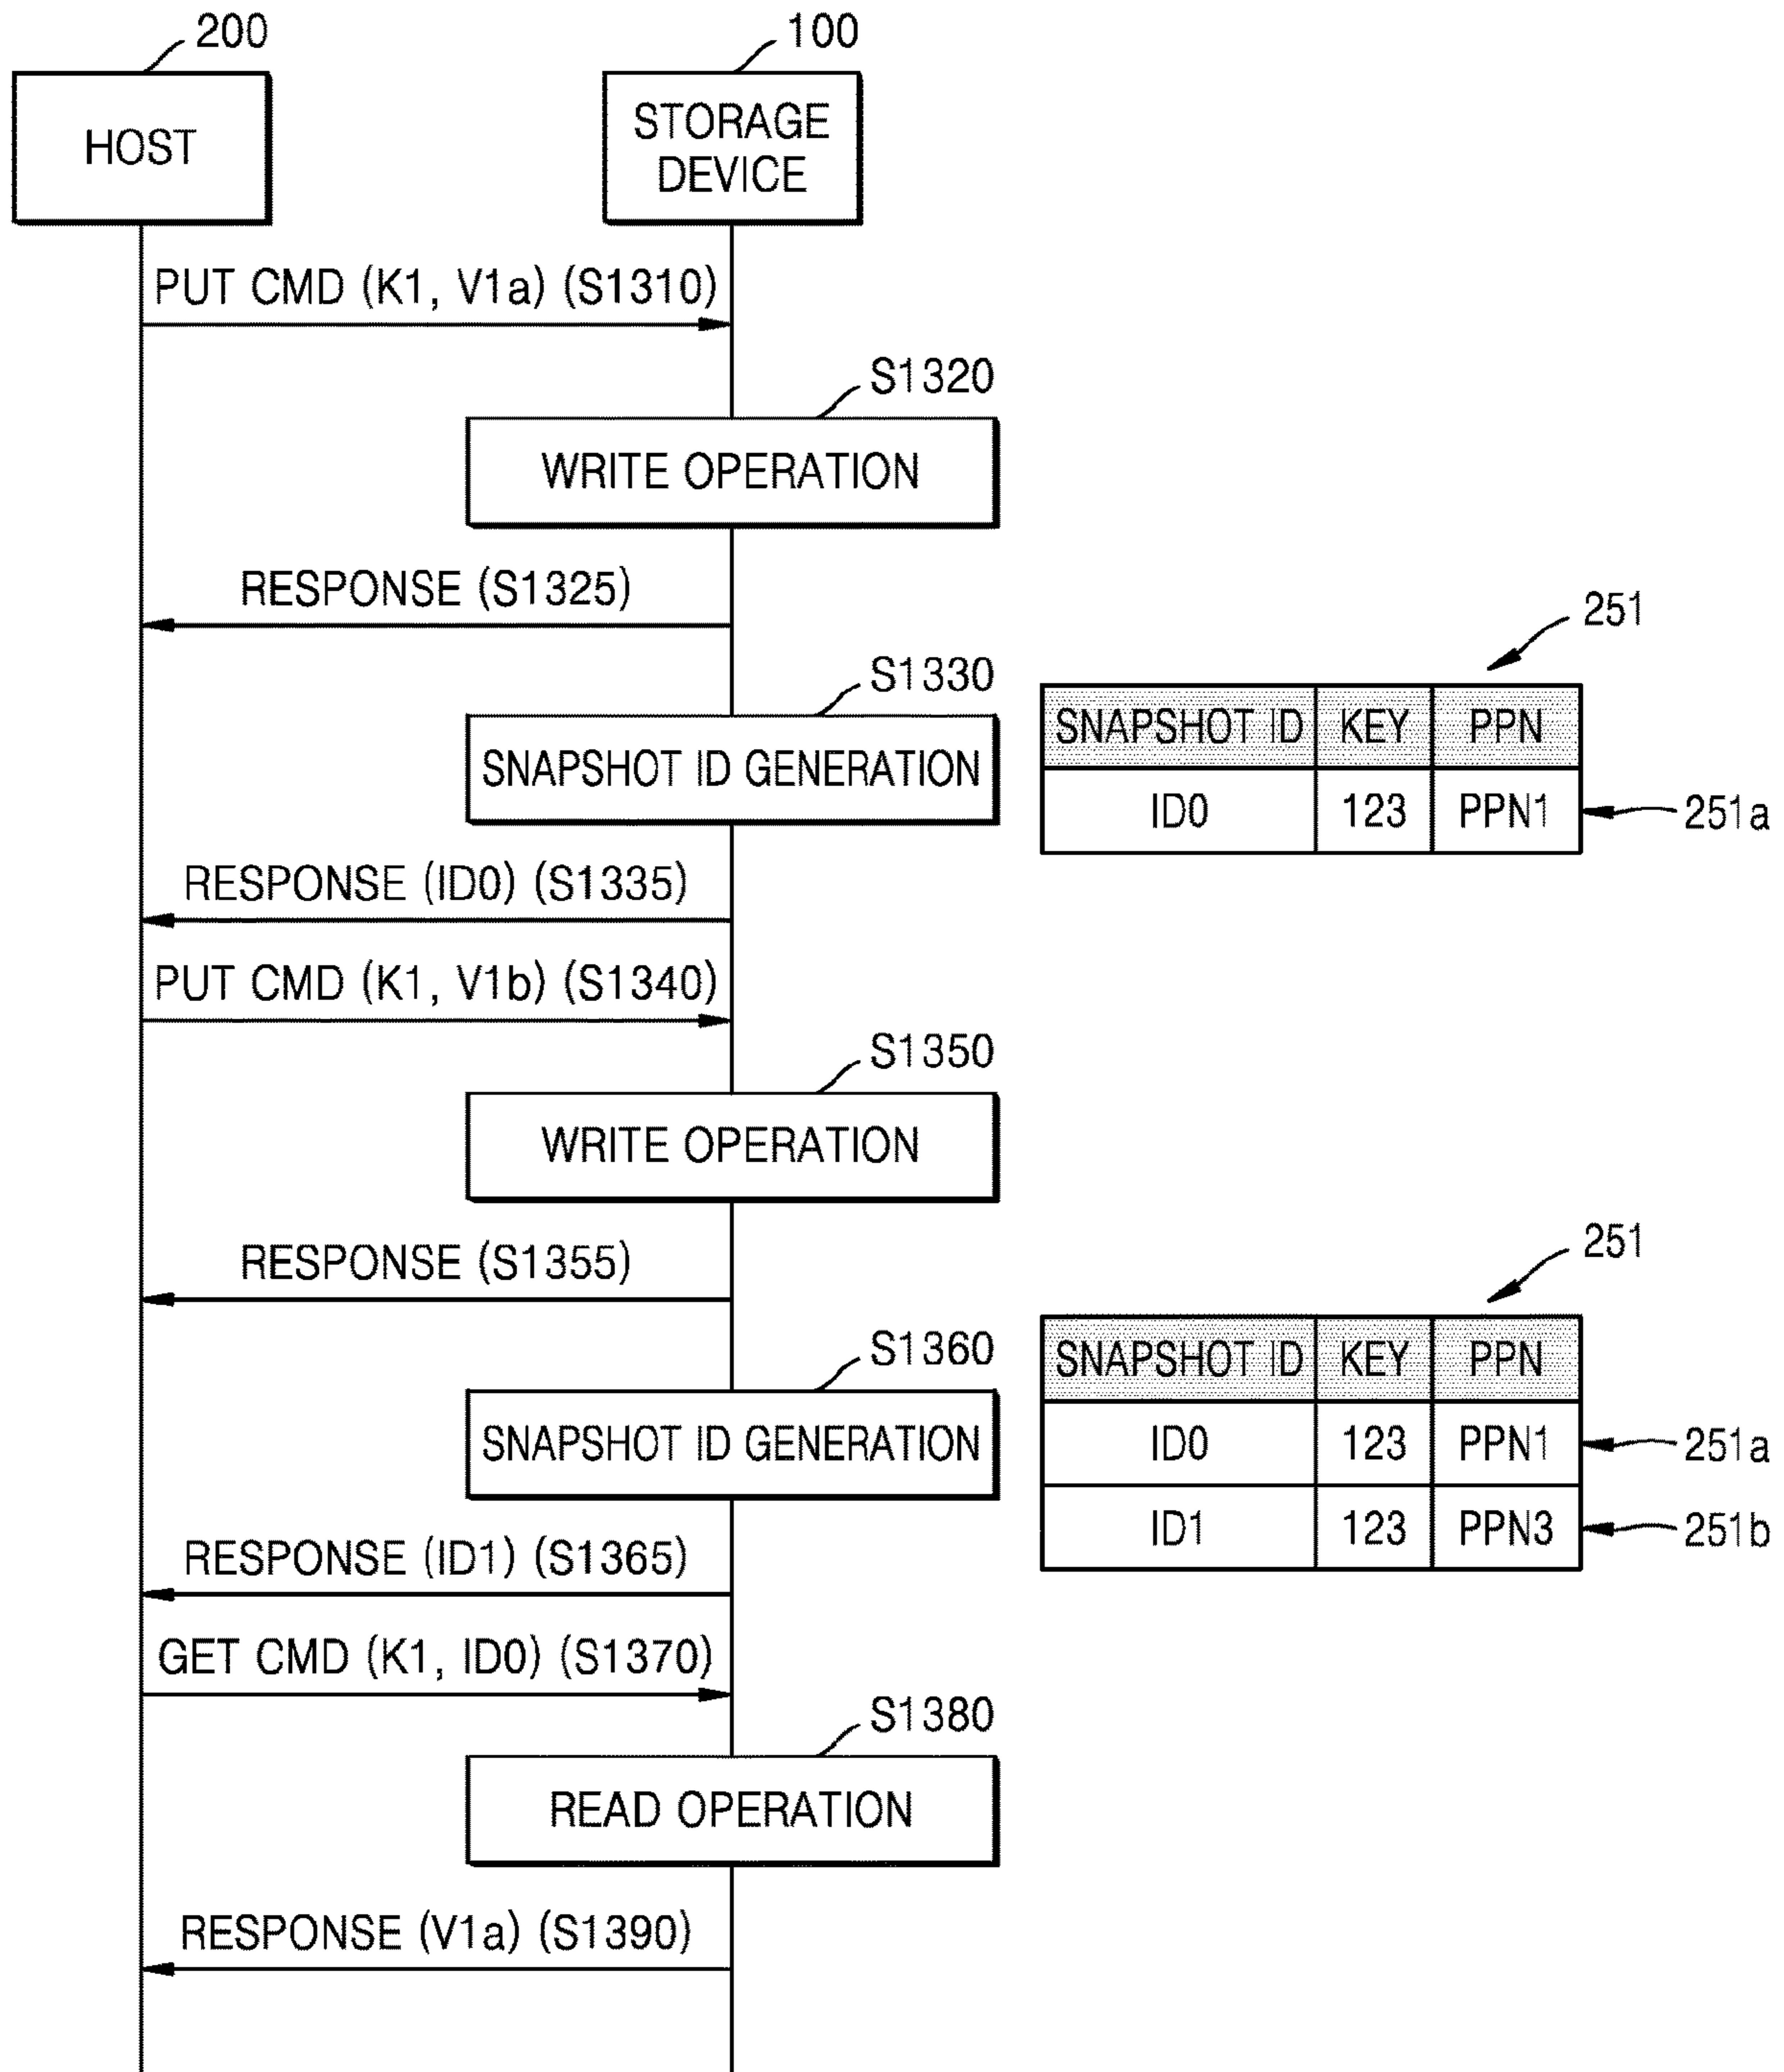 200
100
HOST
STORAGE
DEVICE
PUT CMD (K1, V1a) (S1310)
S1320
WRITE OPERATION
RESPONSE (S1325)
251
S1330
SNAPSHOT ID KEY PPN
SNAPSHOT ID GENERATION
ID0 123 PPN1 251a
RESPONSE (ID0) (S1335)
PUT CMD (K1, V1b) (S1340)
S1350
WRITE OPERATION
RESPONSE (S1355)
251
S1360
SNAPSHOT ID KEY PPN
SNAPSHOT ID GENERATION
ID0 123 PPN1 251a
ID1 123 PPN3 251b
RESPONSE (ID1) (S1365)
GET CMD (K1, ID0) (S1370)
S1380
READ OPERATION
RESPONSE (V1a) (S1390)